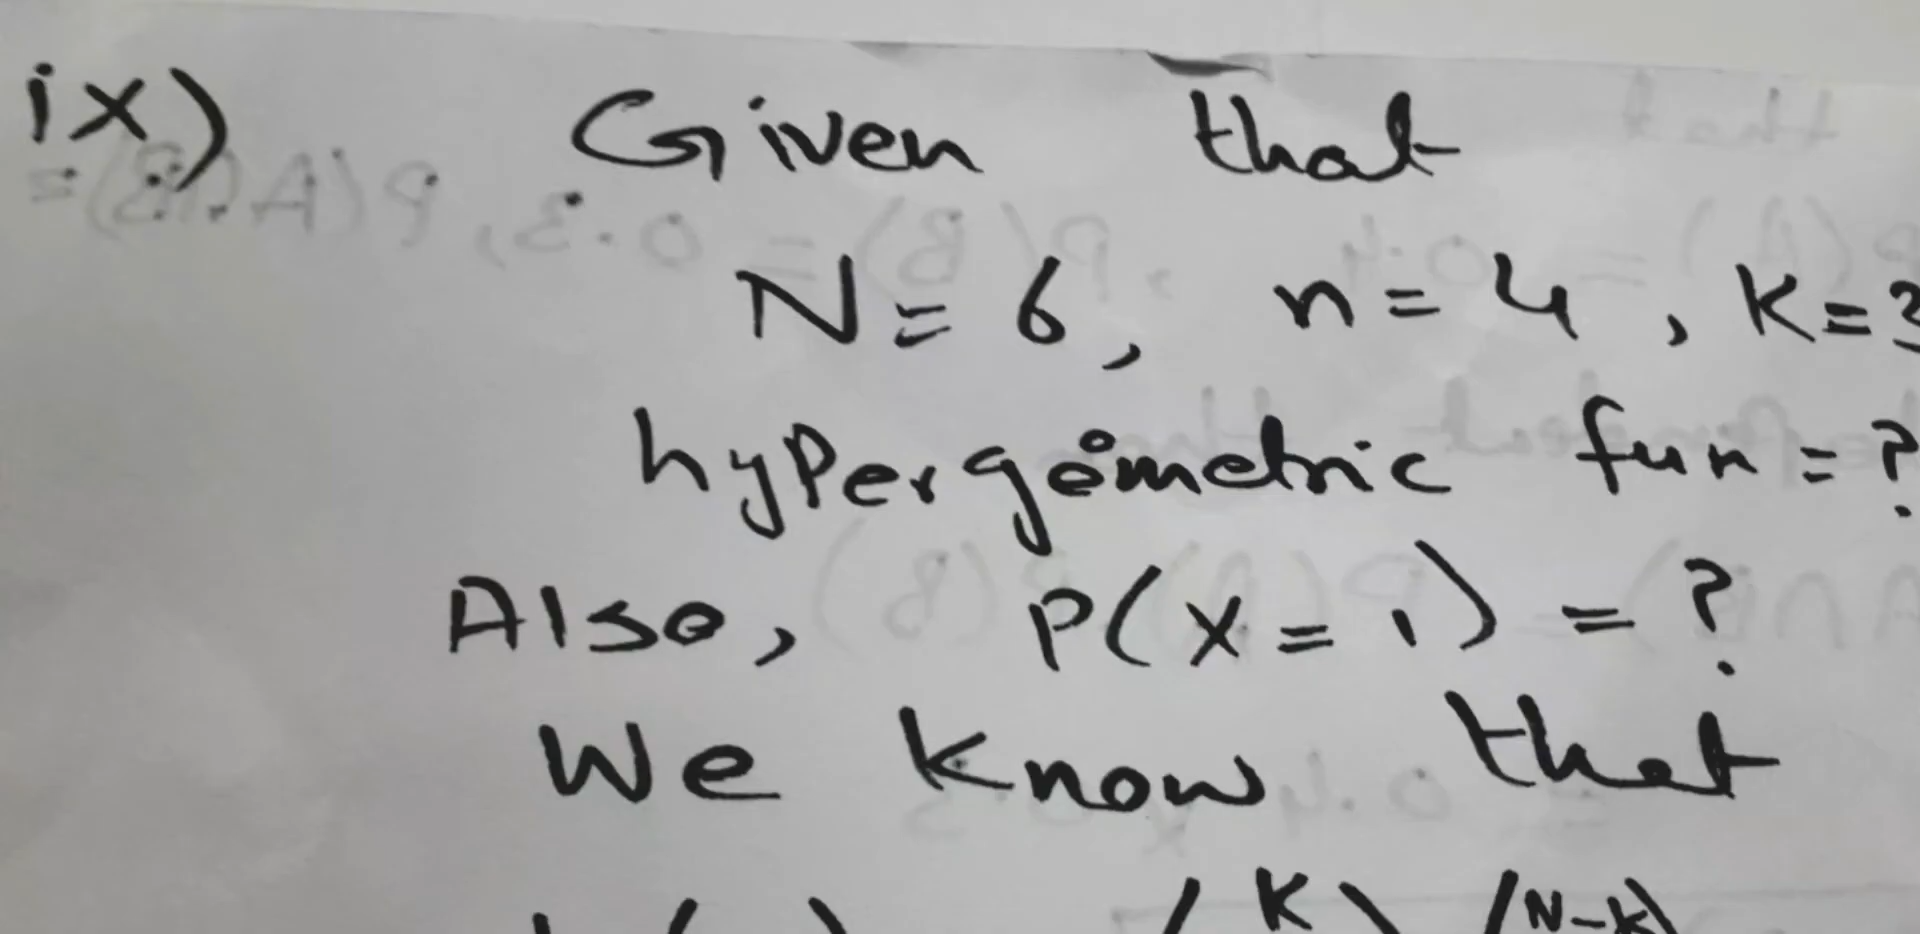 ix) Given that
N = 6, n = 4, K = 3
hypergeometric fun = ?
Also, P(X = 1) = ?
We know that
(K) (N-K)